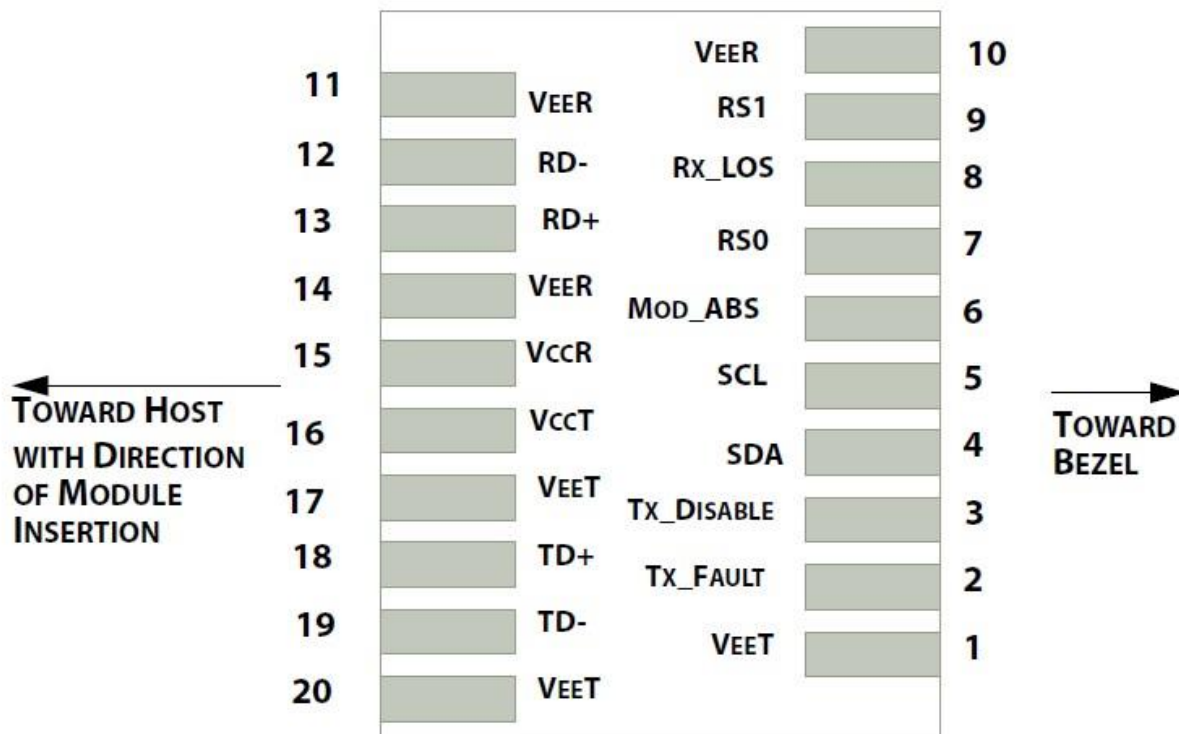 11 VEER
12 RD-
13 RD+
14 VEER
15 VCCR
16 VCCT
17 VEET
18 TD+
19 TD-
20 VEET
TOWARD HOST
WITH DIRECTION
OF MODULE
INSERTION
VEER 10
RS1 9
RX_LOS 8
RS0 7
MOD_ABS 6
SCL 5
SDA 4
TX_DISABLE 3
TX_FAULT 2
VEET 1
TOWARD
BEZEL